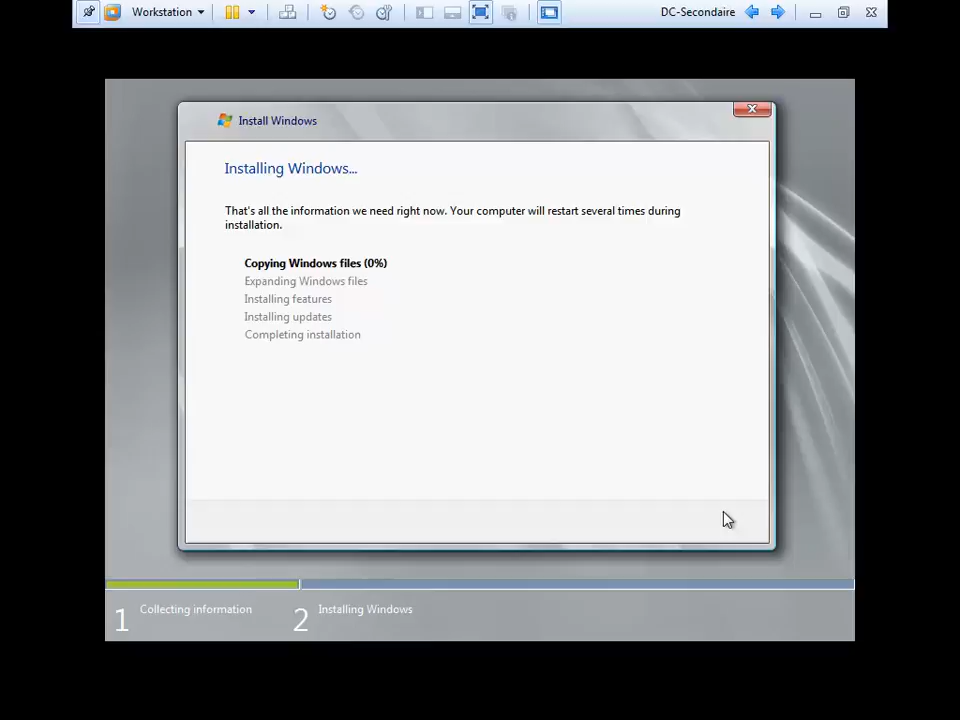 Workstation
DC-Secondaire
Install Windows
Installing Windows...
That's all the information we need right now. Your computer will restart several times during
installation.
Copying Windows files (0%)
Expanding Windows files
Installing features
Installing updates
Completing installation
1 Collecting information
2 Installing Windows